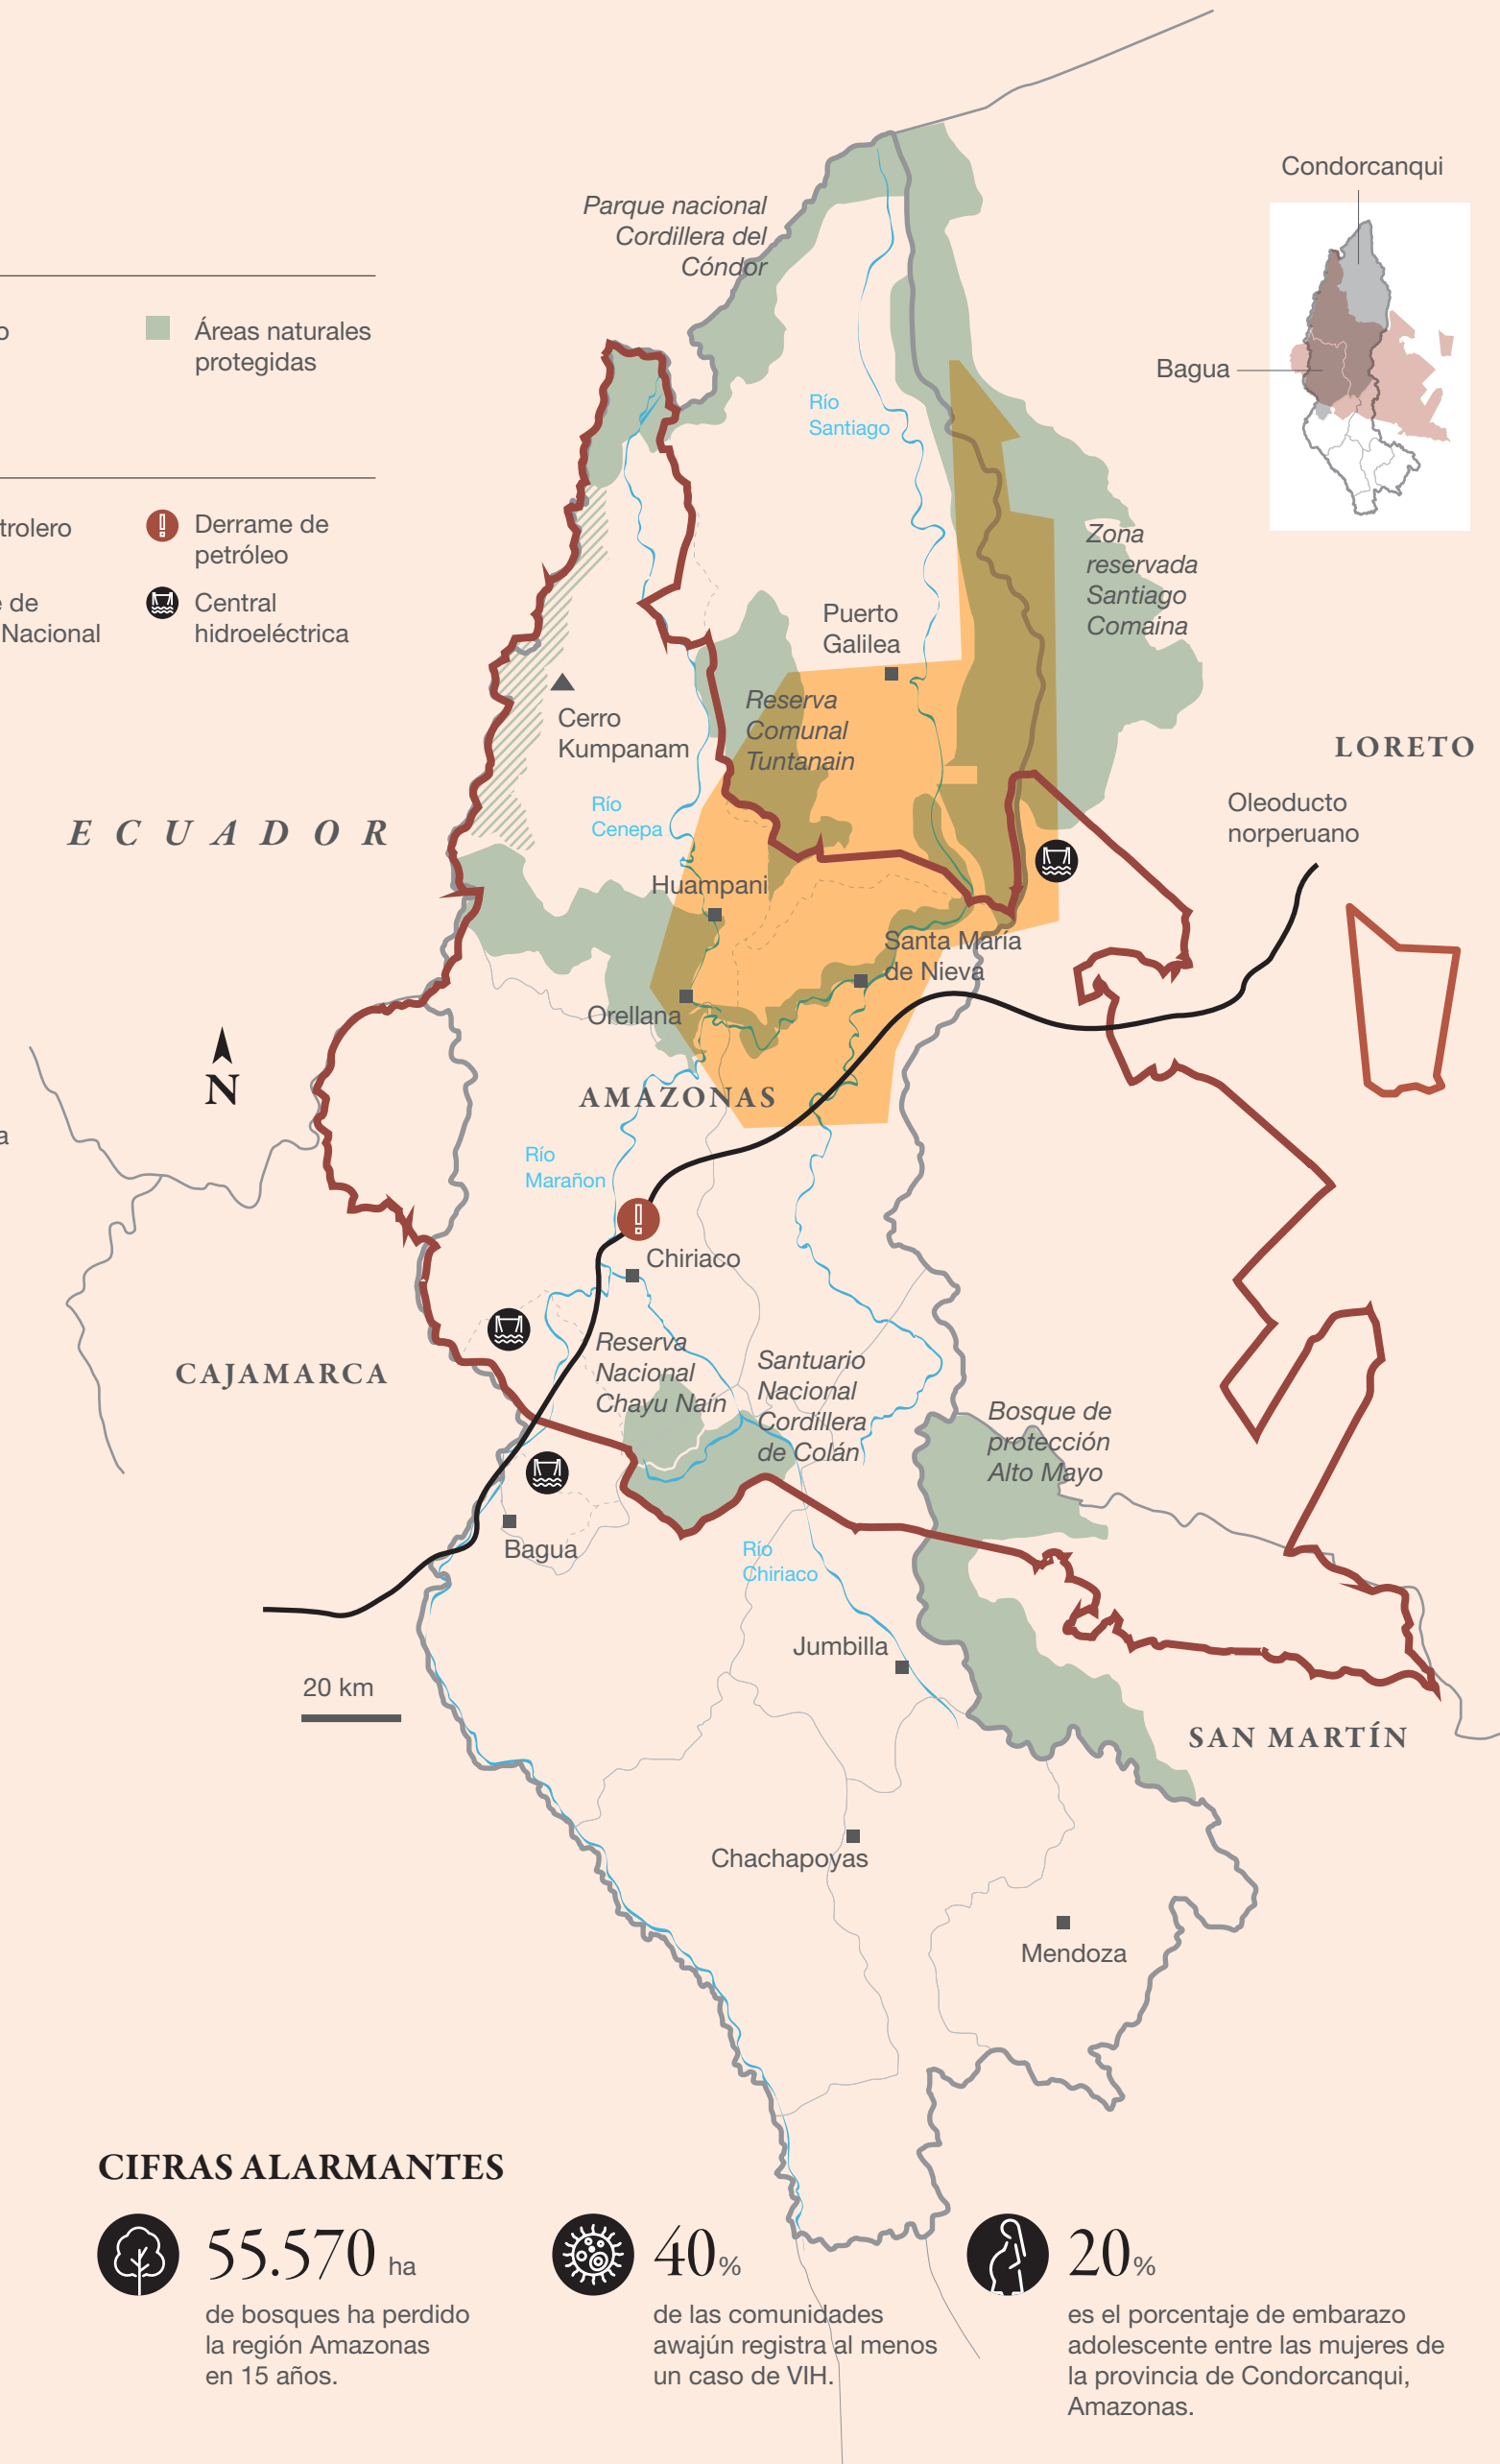 Condorcanqui
Parque nacional
Cordillera del
Cóndor
o
Áreas naturales
protegidas
Bagua
Río
Santiago
trolero
Derrame de
petróleo
Zona
reservada
Santiago
Comaina
e de
Nacional
Central
hidroeléctrica
Puerto
Galilea
Reserva
Comunal
Tuntanain
Cerro
Kumpanam
LORETO
Río
Cenepa
Oleoducto
norperuano
ECUADOR
Huampani
Santa María
de Nieva
Orellana
N
AMAZONAS
a
Río
Marañon
!
Chiriaco
Reserva
Nacional
Chayu Naín
Santuario
Nacional
Cordillera
de Colán
CAJAMARCA
Bosque de
protección
Alto Mayo
Bagua
Río
Chiriaco
Jumbilla
20 km
SAN MARTÍN
Chachapoyas
Mendoza
CIFRAS ALARMANTES
55.570 ha
de bosques ha perdido
la región Amazonas
en 15 años.
40%
de las comunidades
awajún registra al menos
un caso de VIH.
20%
es el porcentaje de embarazo
adolescente entre las mujeres de
la provincia de Condorcanqui,
Amazonas.